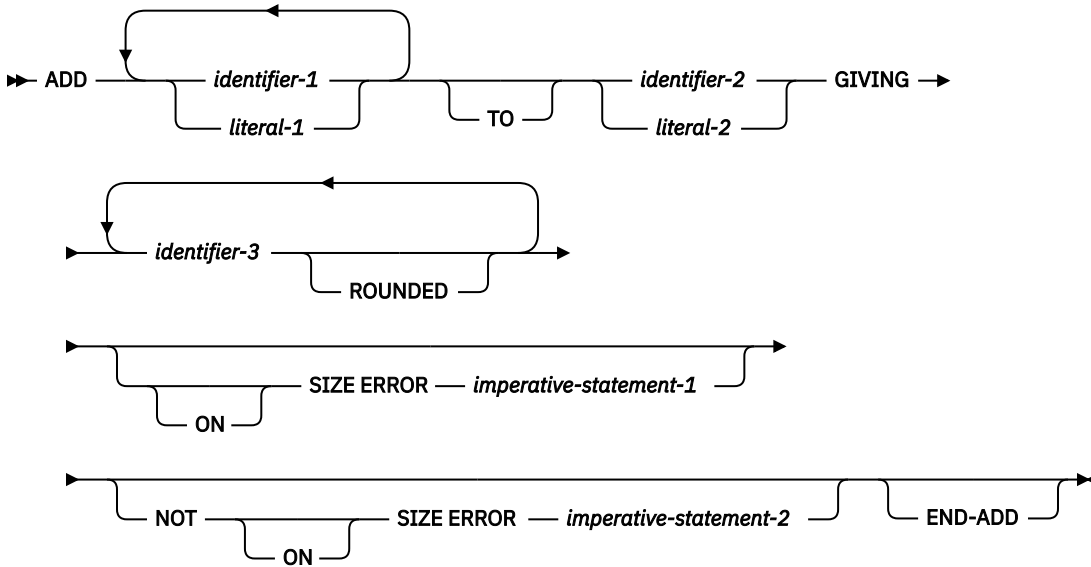 ADD identifier-1 identifier-2 GIVING
literal-1 TO literal-2
identifier-3
ROUNDED
SIZE ERROR imperative-statement-1
ON
NOT SIZE ERROR imperative-statement-2 END-ADD
ON